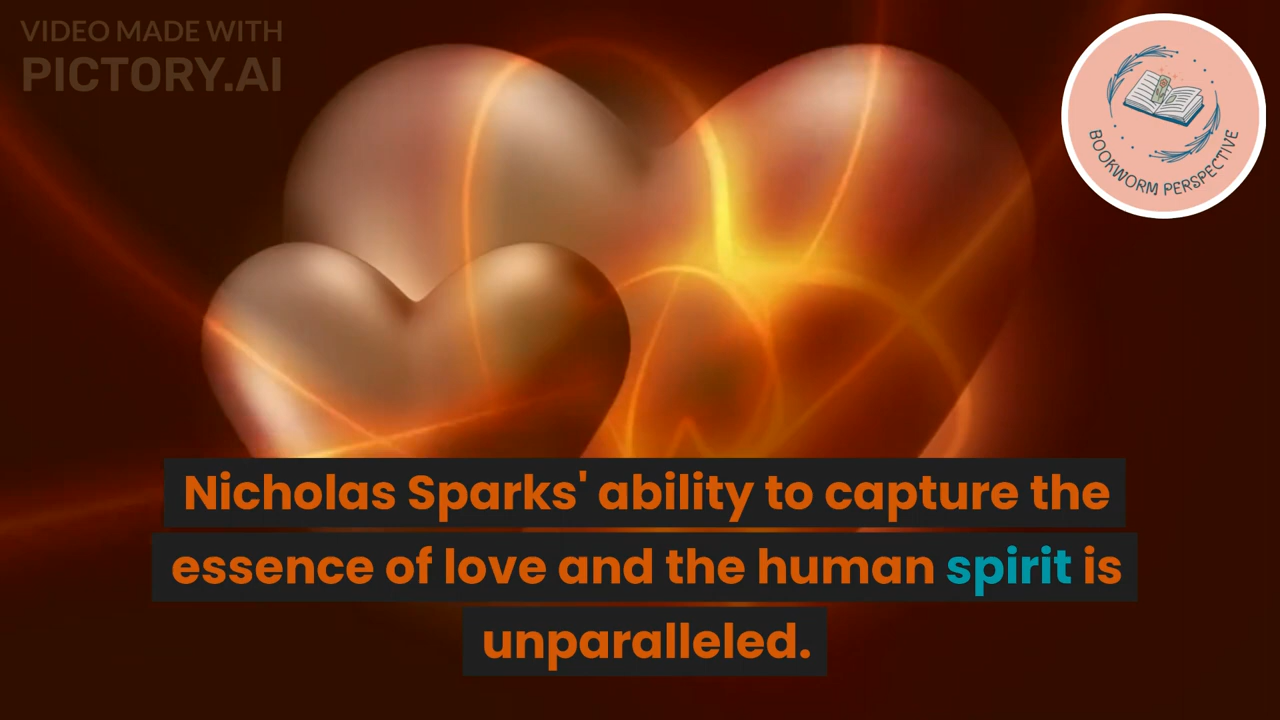 VIDEO MADE WITH
PICTORY.AI
BOOKWORM PERSPECTIVE
Nicholas Sparks' ability to capture the
essence of love and the human spirit is
unparalleled.